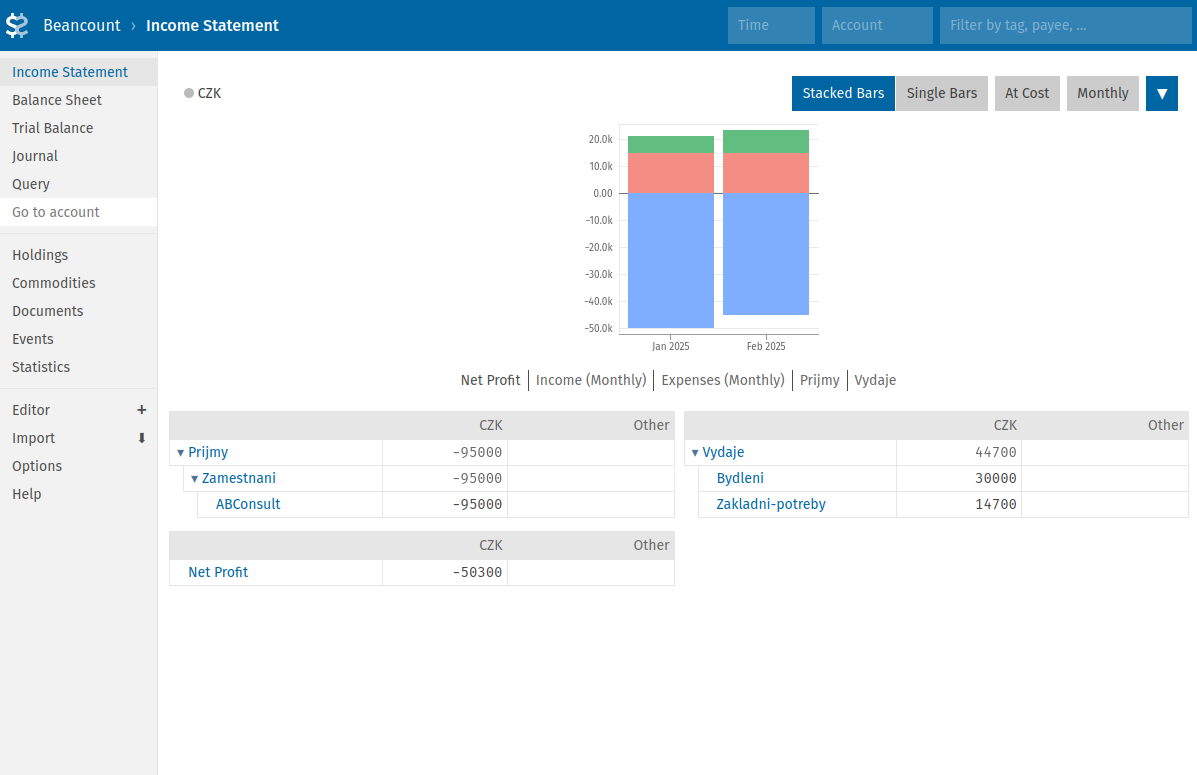 Beancount › Income Statement
Time
Account
Filter by tag, payee, ...
Income Statement
Balance Sheet
Trial Balance
Journal
Query
Go to account
Holdings
Commodities
Documents
Events
Statistics
Editor +
Import
Options
Help
CZK
Stacked Bars
Single Bars
At Cost
Monthly
▼
20.0k
10.0k
0.00
−10.0k
−20.0k
−30.0k
−40.0k
−50.0k
Jan 2025 Feb 2025
Net Profit
Income (Monthly)
Expenses (Monthly)
Prijmy
Vydaje
CZK Other
▾ Prijmy -95000
▾ Zamestnani -95000
ABConsult -95000
CZK Other
Net Profit -50300
CZK Other
▾ Vydaje 44700
Bydleni 30000
Zakladni-potreby 14700